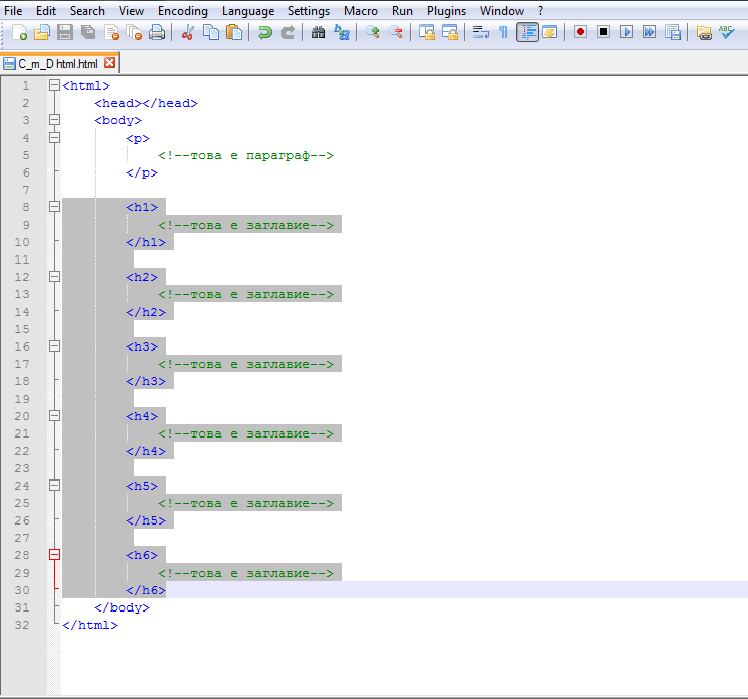 File Edit Search View Encoding Language Settings Macro Run Plugins Window ?
C_m_D html.html
1 <html>
2 <head></head>
3 <body>
4 <p>
5 <!--това е параграф-->
6 </p>
7
8 <h1>
9 <!--това е заглавие-->
10 </h1>
11
12 <h2>
13 <!--това е заглавие-->
14 </h2>
15
16 <h3>
17 <!--това е заглавие-->
18 </h3>
19
20 <h4>
21 <!--това е заглавие-->
22 </h4>
23
24 <h5>
25 <!--това е заглавие-->
26 </h5>
27
28 <h6>
29 <!--това е заглавие-->
30 </h6>
31 </body>
32 </html>